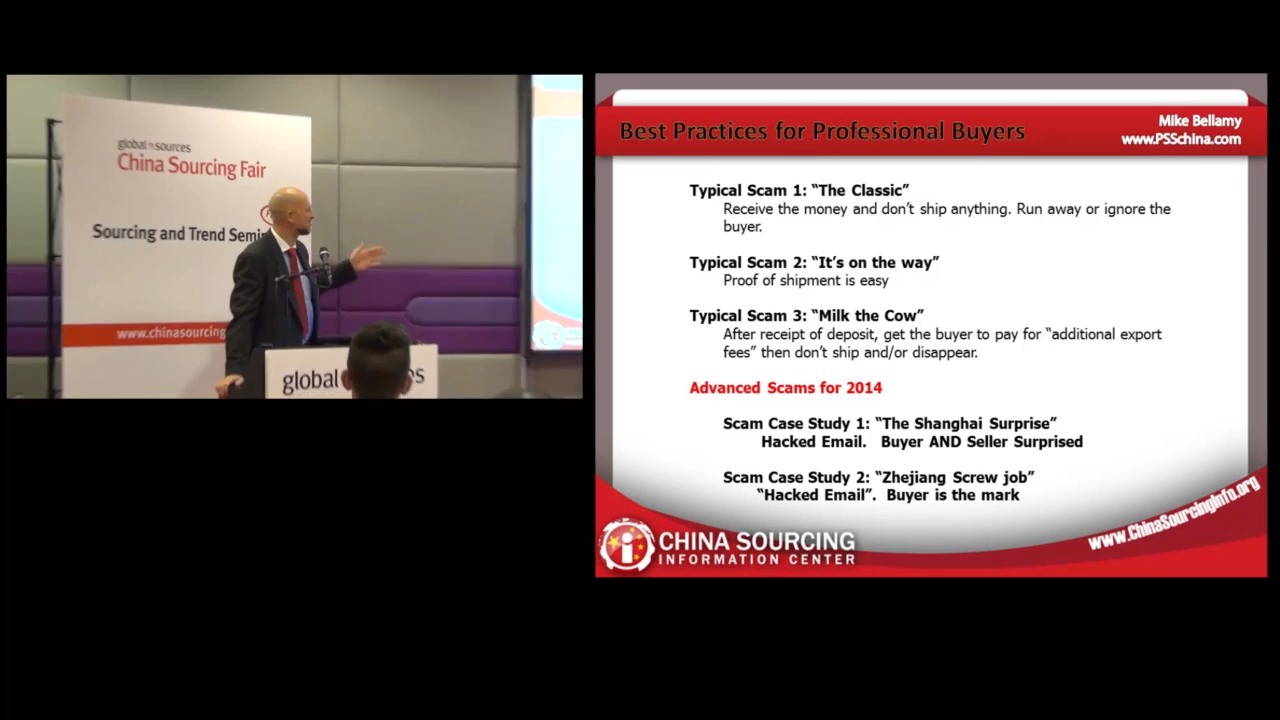 global sources
China Sourcing Fair
Sourcing and Trend
www.chinasourcing
global
Best Practices for Professional Buyers
Mike Bellamy
www.PSSchina.com
Typical Scam 1: “The Classic”
Receive the money and don’t ship anything. Run away or ignore the
buyer.
Typical Scam 2: “It’s on the way”
Proof of shipment is easy
Typical Scam 3: “Milk the Cow”
After receipt of deposit, get the buyer to pay for “additional export
fees” then don’t ship and/or disappear.
Advanced Scams for 2014
Scam Case Study 1: “The Shanghai Surprise”
Hacked Email. Buyer AND Seller Surprised
Scam Case Study 2: “Zhejiang Screw job”
“Hacked Email”. Buyer is the mark
www.ChinaSourcingInfo.org
CHINA SOURCING
INFORMATION CENTER